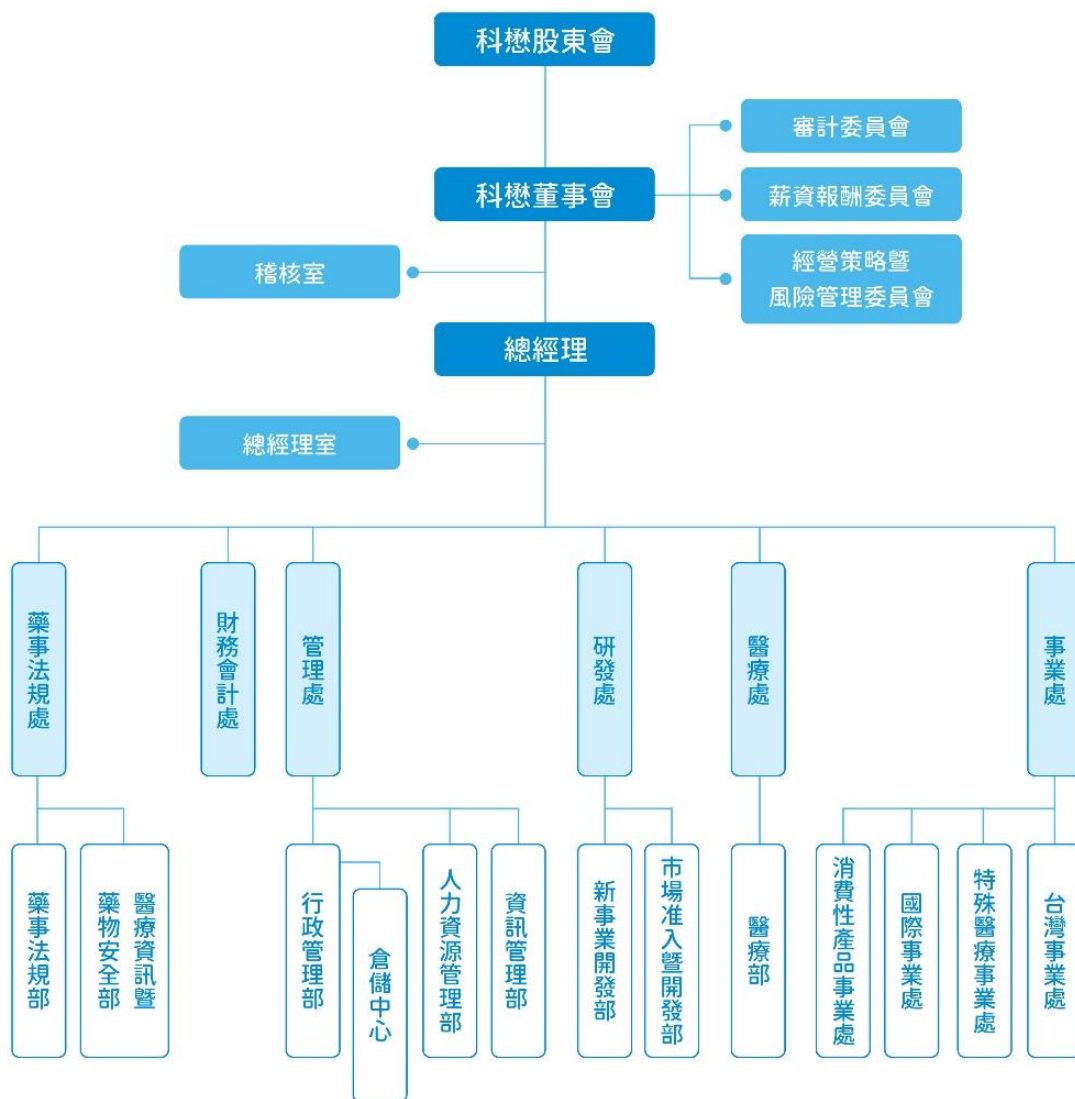 科懋股東會
審計委員會
科懋董事會
薪資報酬委員會
經營策略暨
風險管理委員會
稽核室
總經理
總經理室
藥事法規處
財務會計處
管理處
研發處
醫療處
事業處
藥事法規部
醫療資訊暨
藥物安全部
行政管理部
倉儲中心
人力資源管理部
資訊管理部
新事業開發部
市場准入暨開發部
醫療部
消費性產品事業處
國際事業處
特殊醫療事業處
台灣事業處